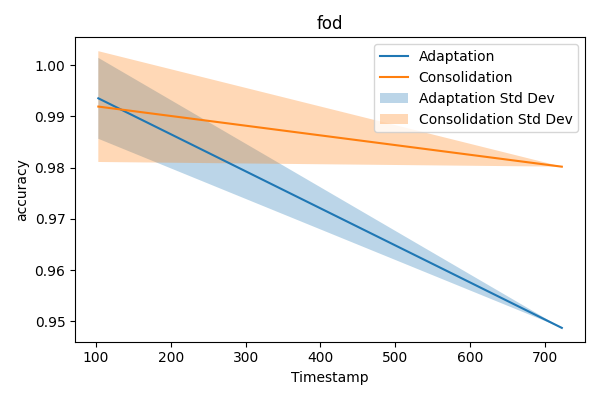 fod
Adaptation
Consolidation
Adaptation Std Dev
Consolidation Std Dev
accuracy
1.00
0.99
0.98
0.97
0.96
0.95
100 200 300 400 500 600 700
Timestamp